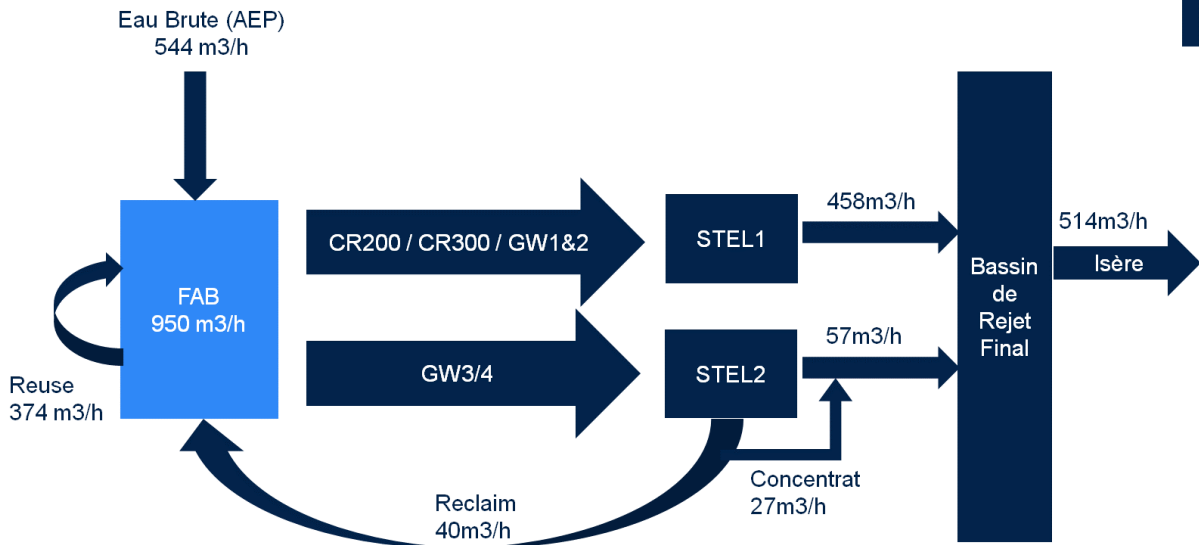 Eau Brute (AEP)
544 m3/h
CR200 / CR300 / GW1&2
STEL1
458m3/h
514m3/h
Isère
Bassin
de
Rejet
Final
FAB
950 m3/h
Reuse
374 m3/h
GW3/4
STEL2
57m3/h
Concentrat
27m3/h
Reclaim
40m3/h